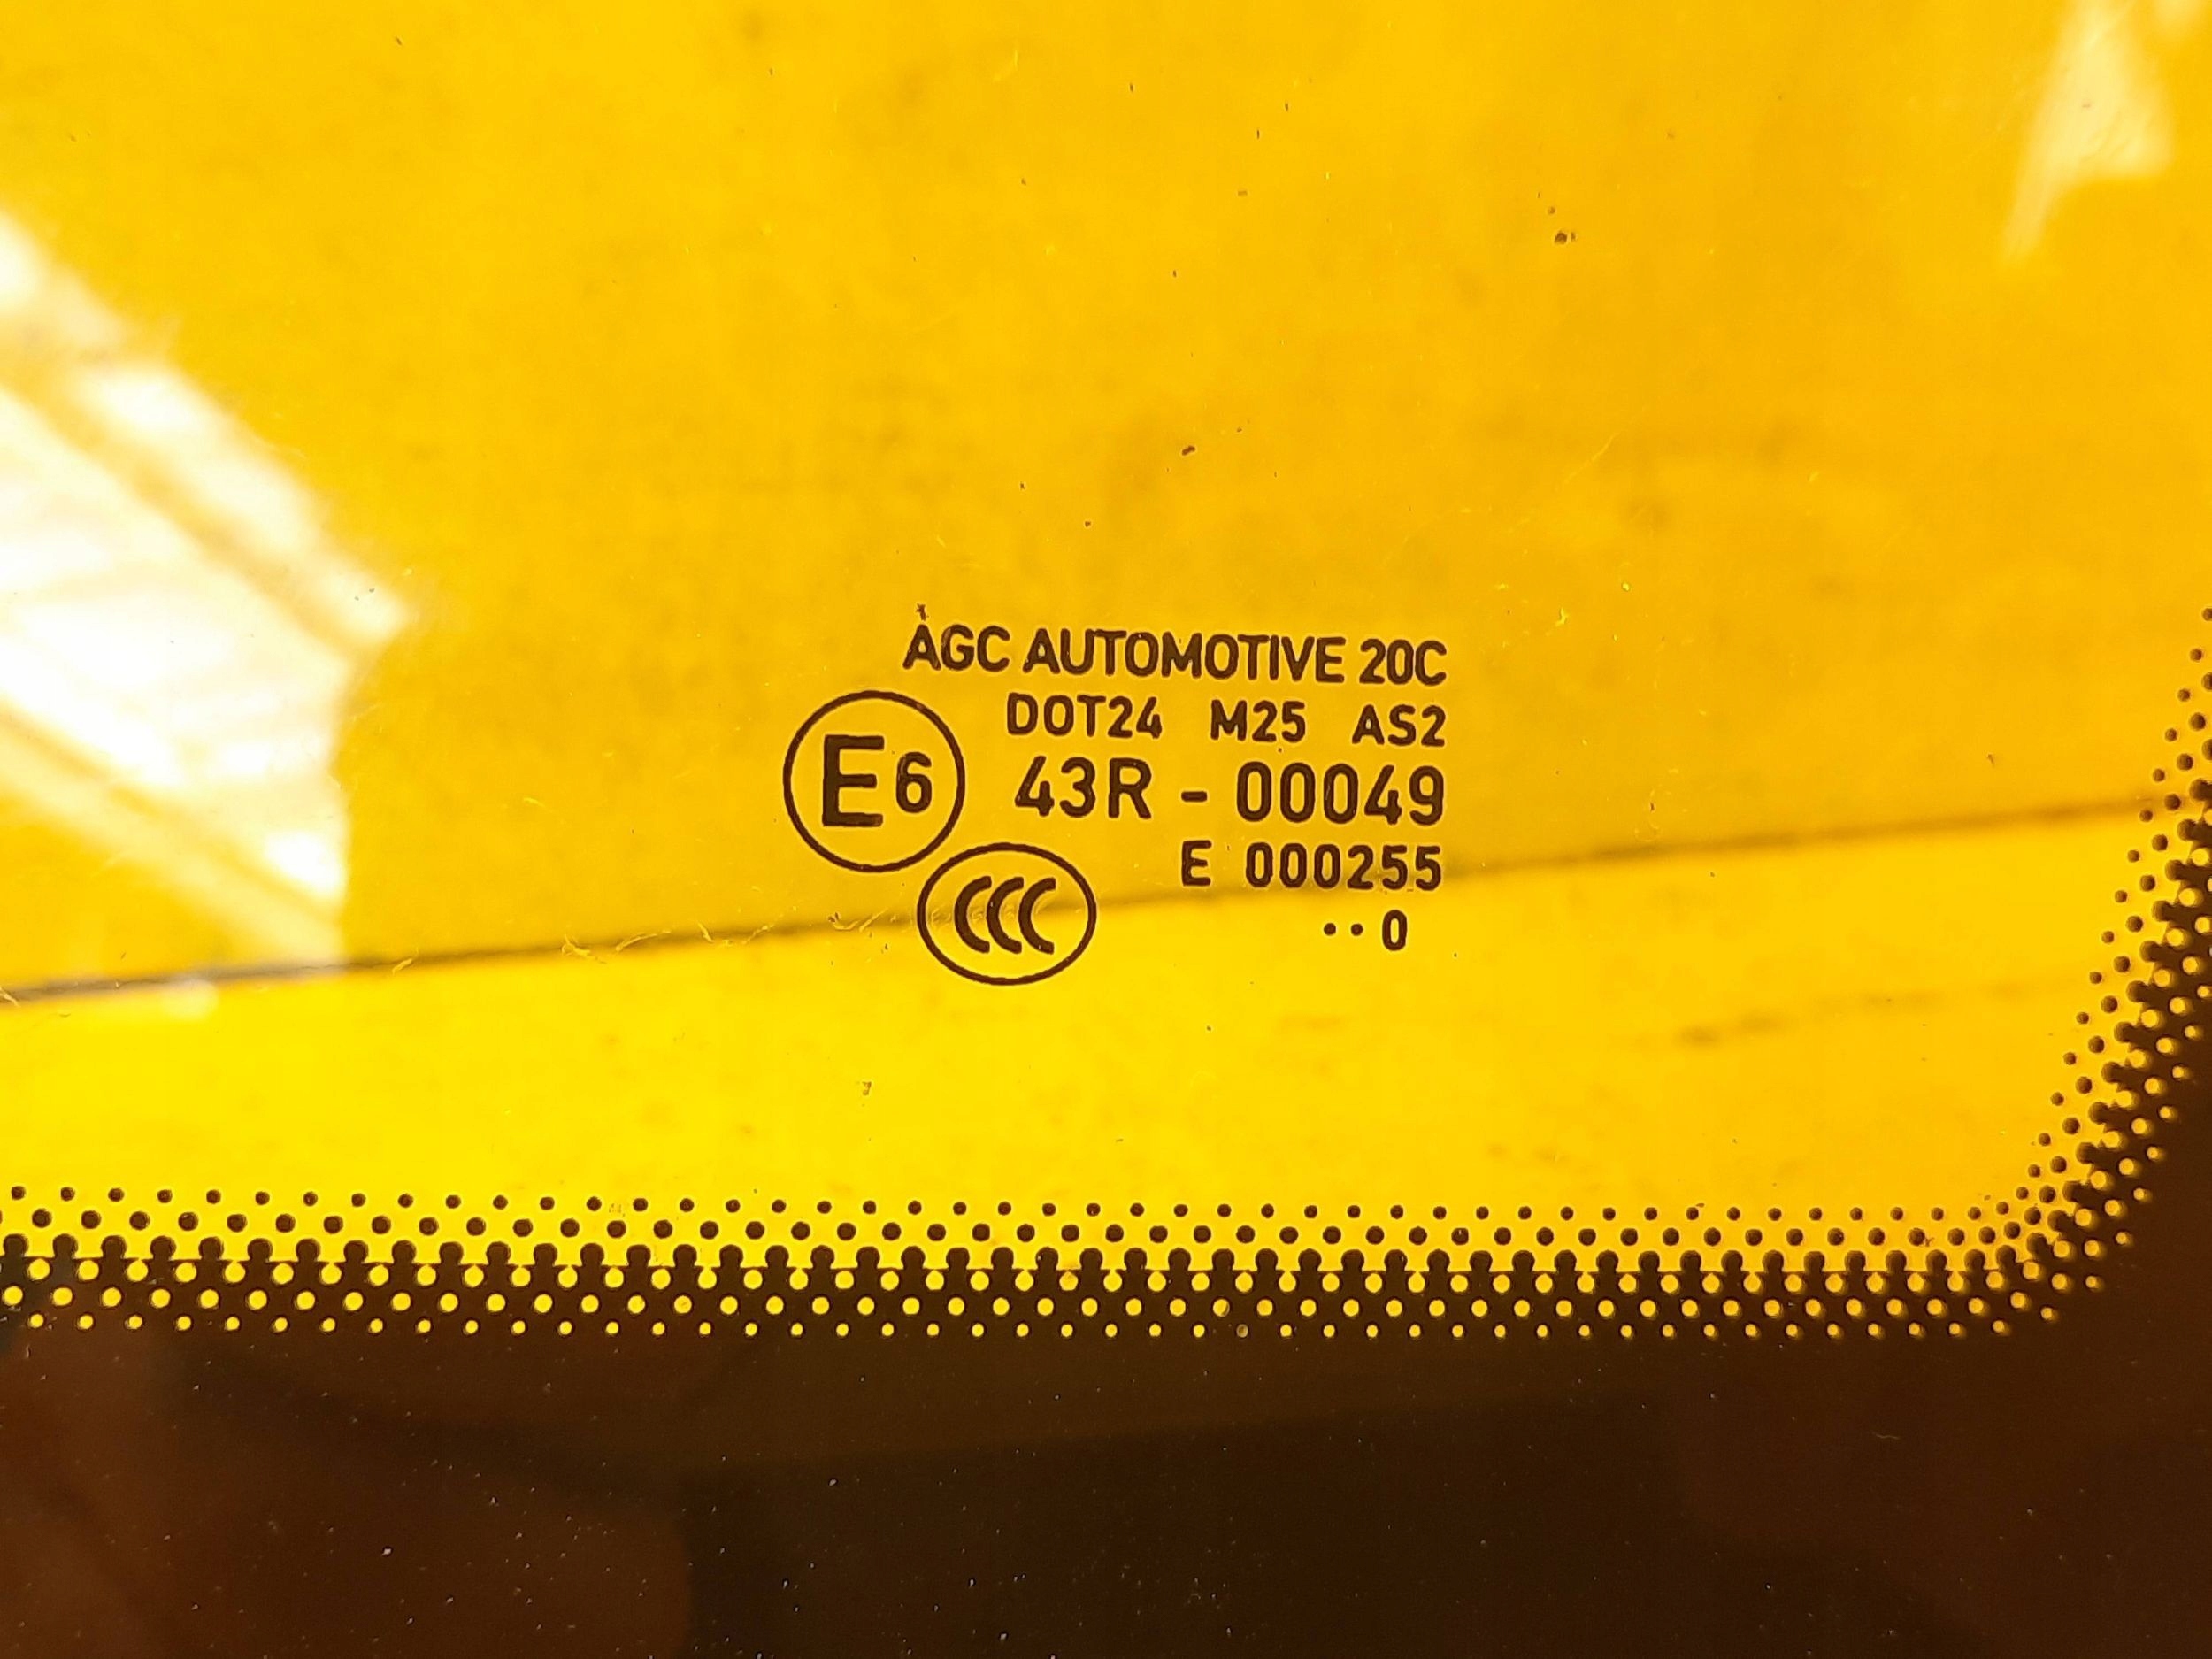 AGC AUTOMOTIVE 20C
DOT24 M25 AS2
E6 43R - 00049
E 000255
CCC
··0